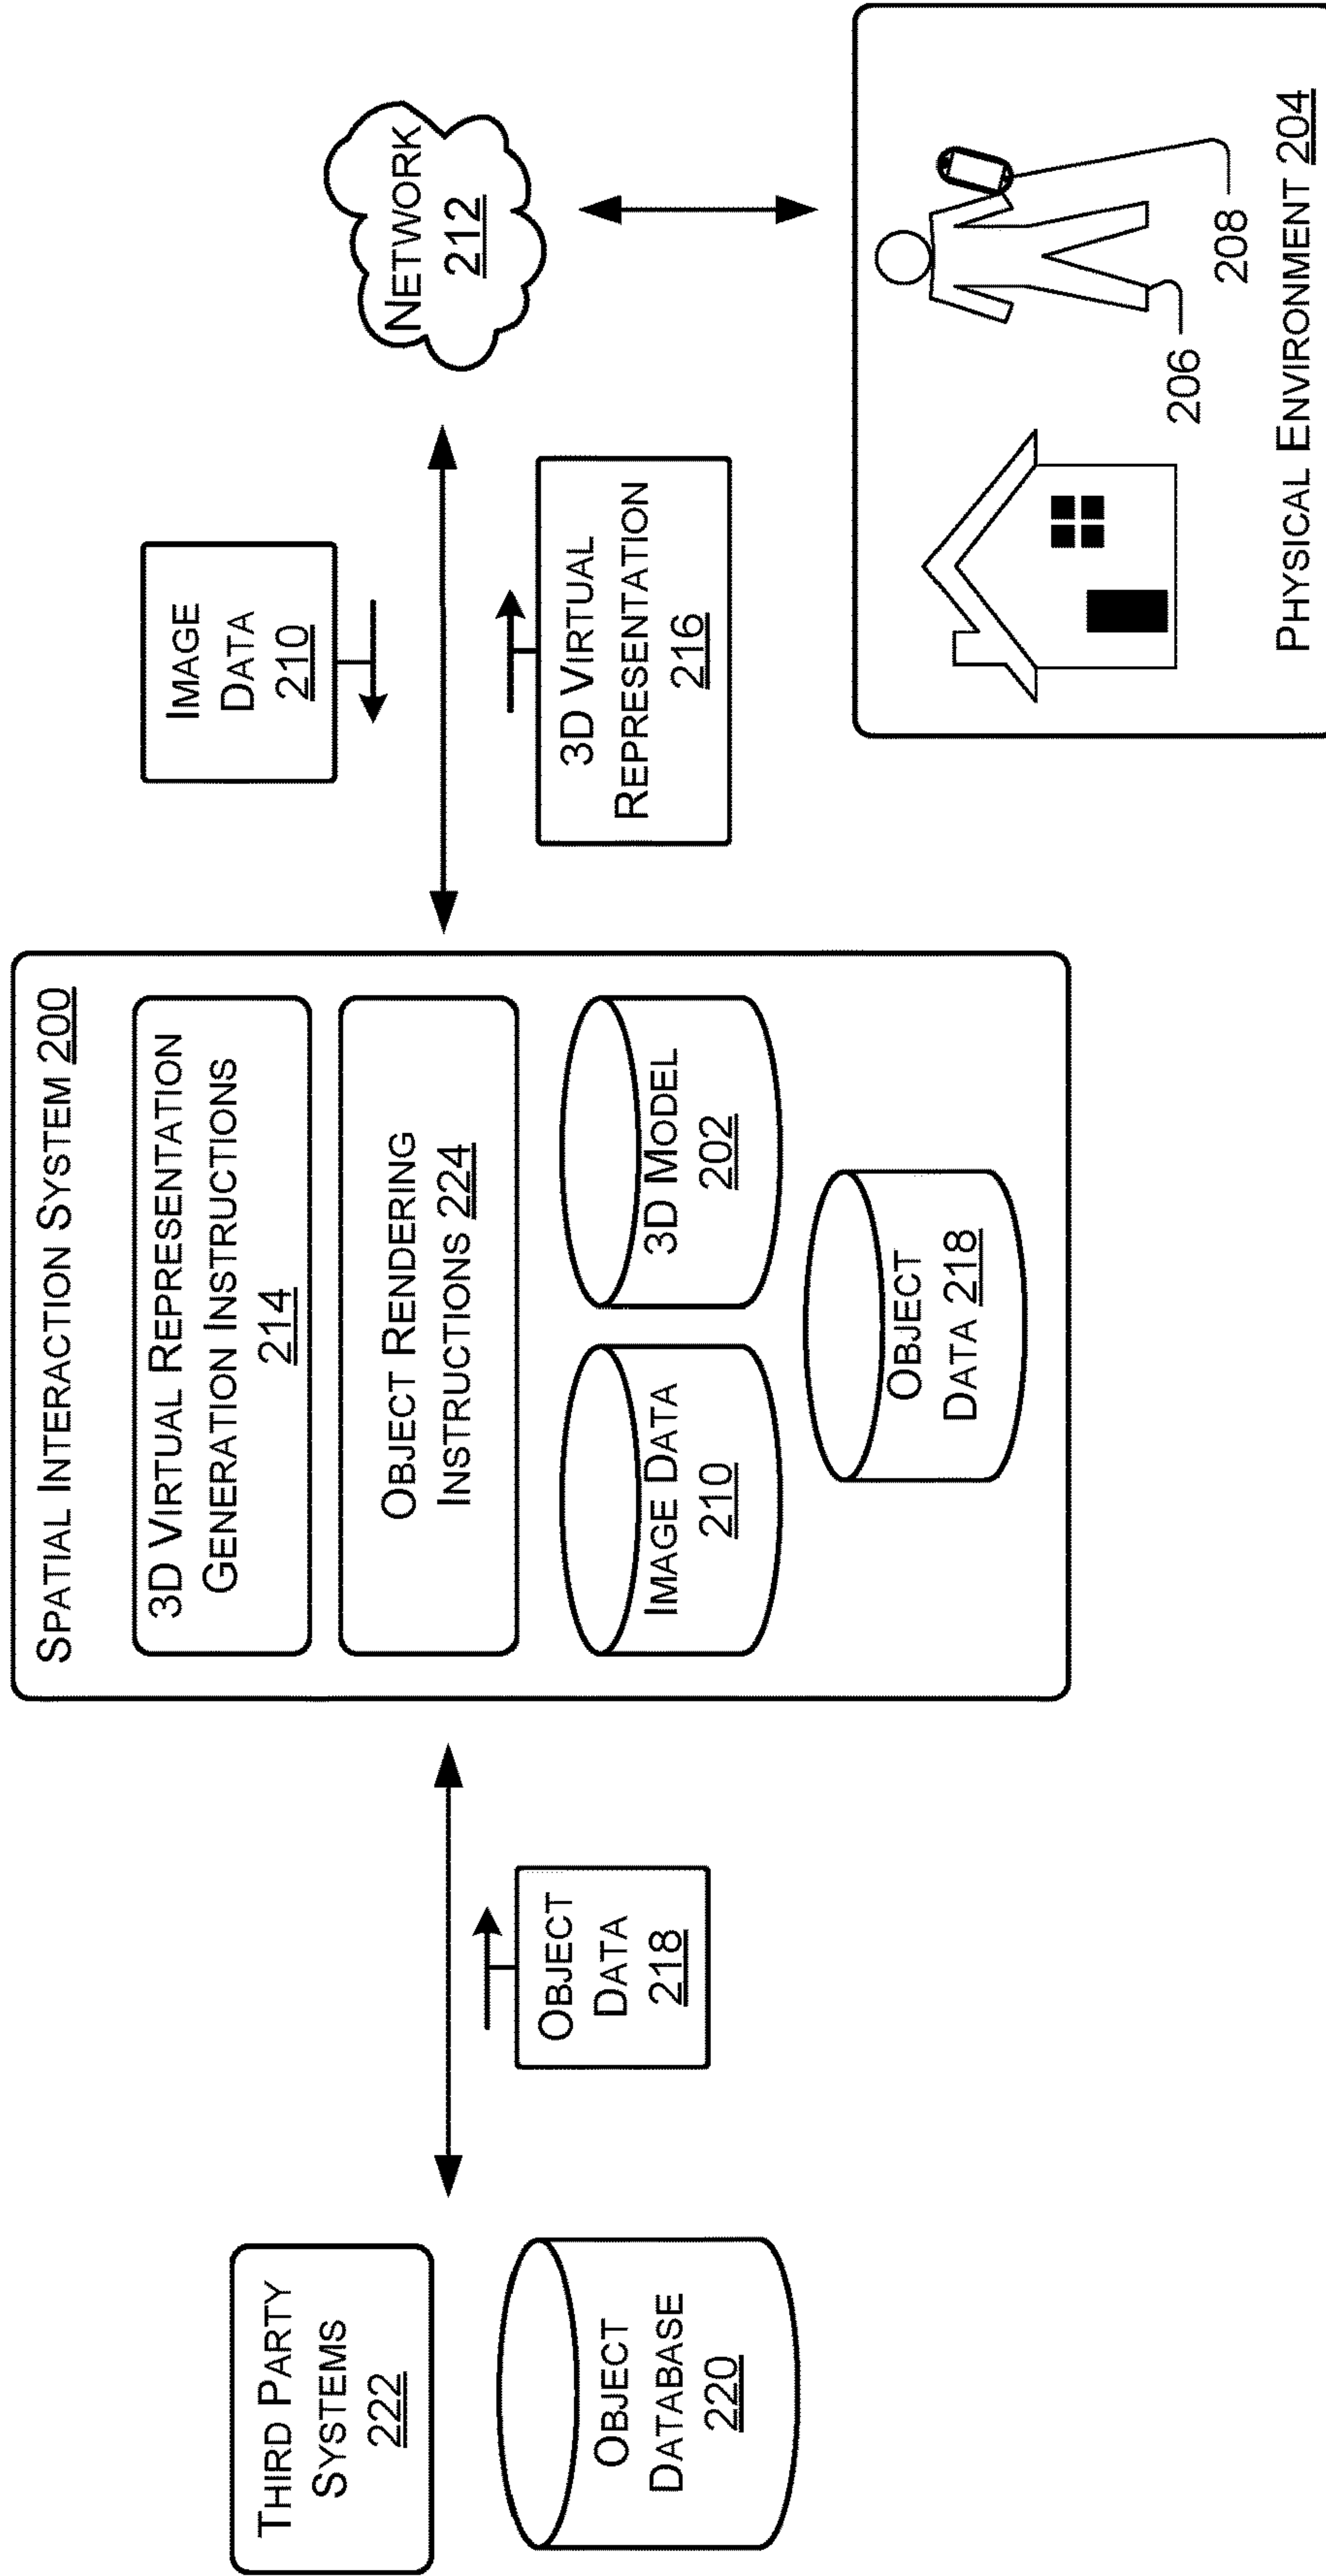 THIRD PARTY
SYSTEMS
222
OBJECT
DATABASE
220
OBJECT
DATA
218
SPATIAL INTERACTION SYSTEM 200
3D VIRTUAL REPRESENTATION
GENERATION INSTRUCTIONS
214
OBJECT RENDERING
INSTRUCTIONS 224
IMAGE DATA
210
3D MODEL
202
OBJECT
DATA 218
IMAGE
DATA
210
3D VIRTUAL
REPRESENTATION
216
NETWORK
212
206
208
PHYSICAL ENVIRONMENT 204